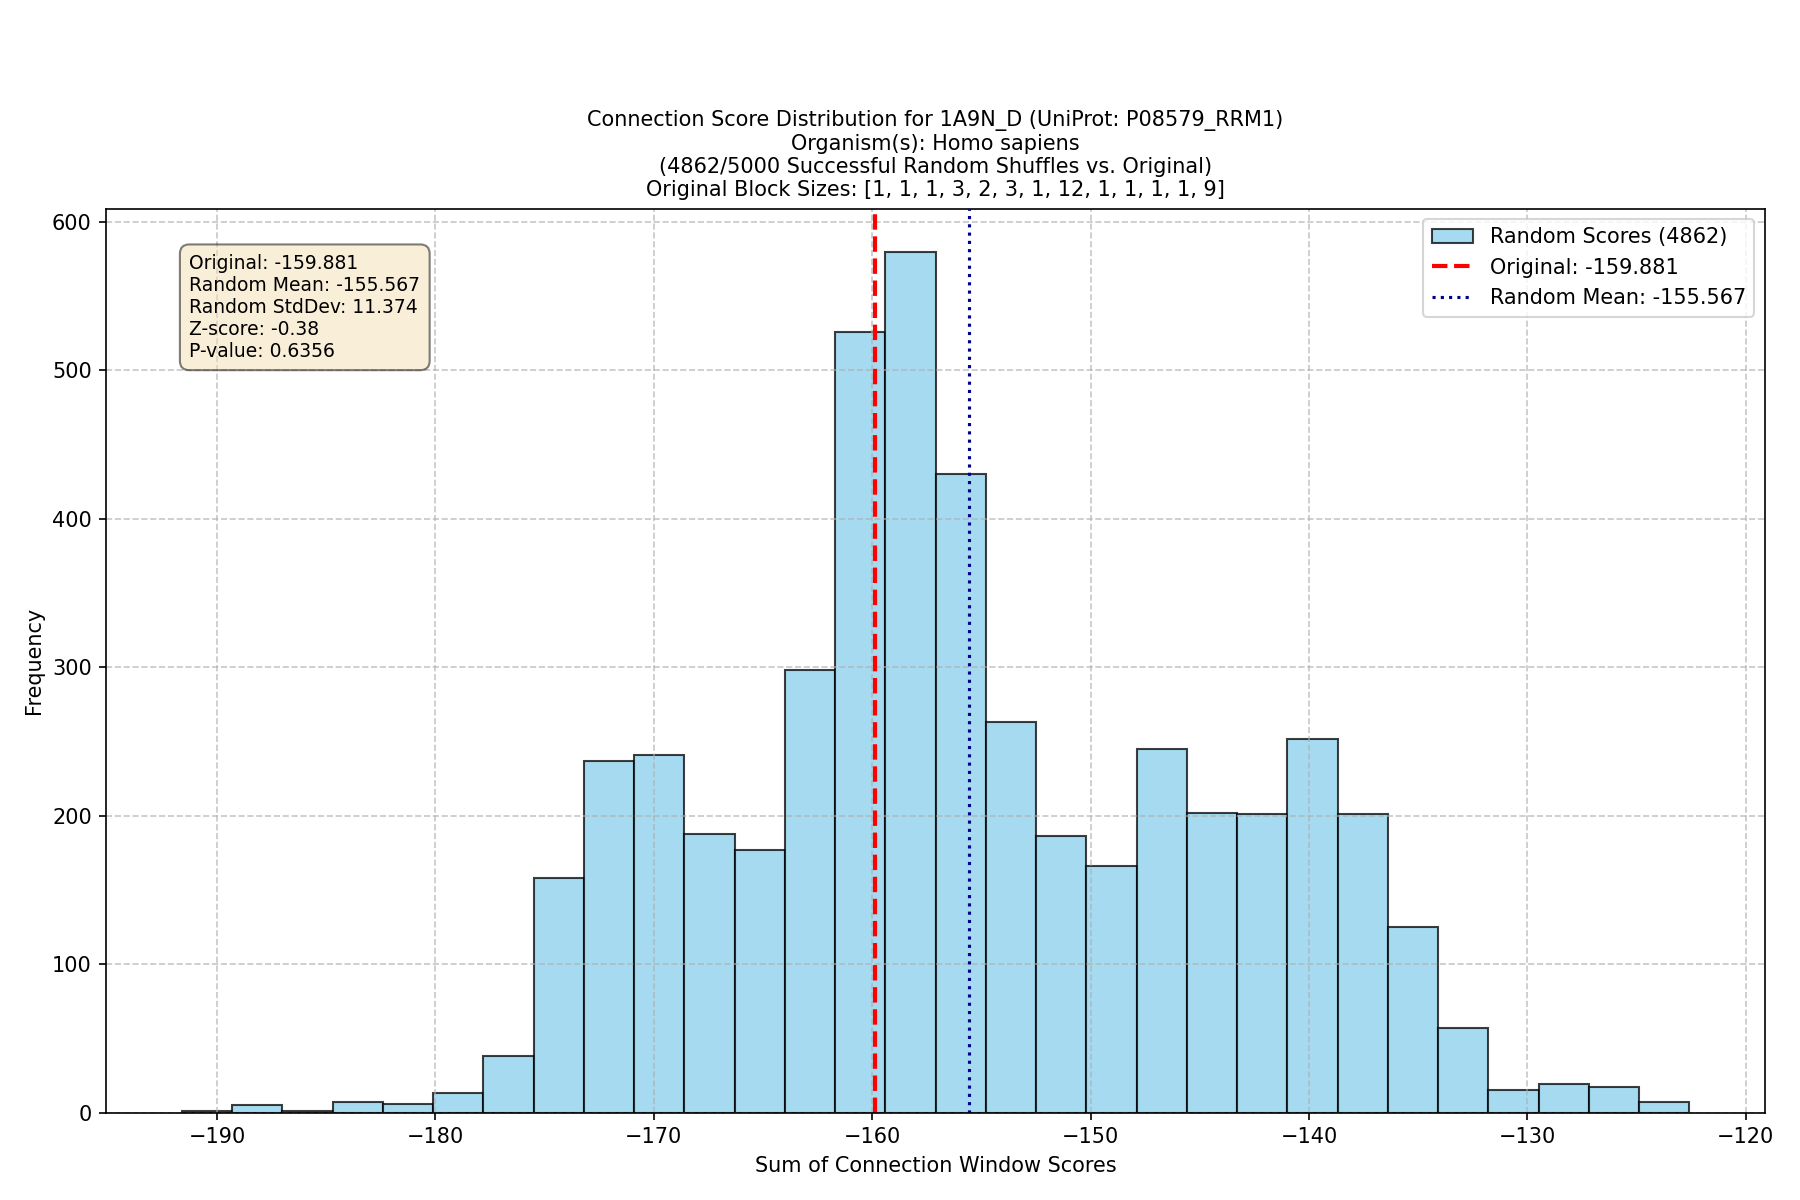 Connection Score Distribution for 1A9N_D (UniProt: P08579_RRM1)
Organism(s): Homo sapiens
(4862/5000 Successful Random Shuffles vs. Original)
Original Block Sizes: [1, 1, 1, 3, 2, 3, 1, 12, 1, 1, 1, 1, 9]
Original: -159.881
Random Mean: -155.567
Random StdDev: 11.374
Z-score: -0.38
P-value: 0.6356
Random Scores (4862)
Original: -159.881
Random Mean: -155.567
Frequency
600
500
400
300
200
100
0
−190 −180 −170 −160 −150 −140 −130 −120
Sum of Connection Window Scores